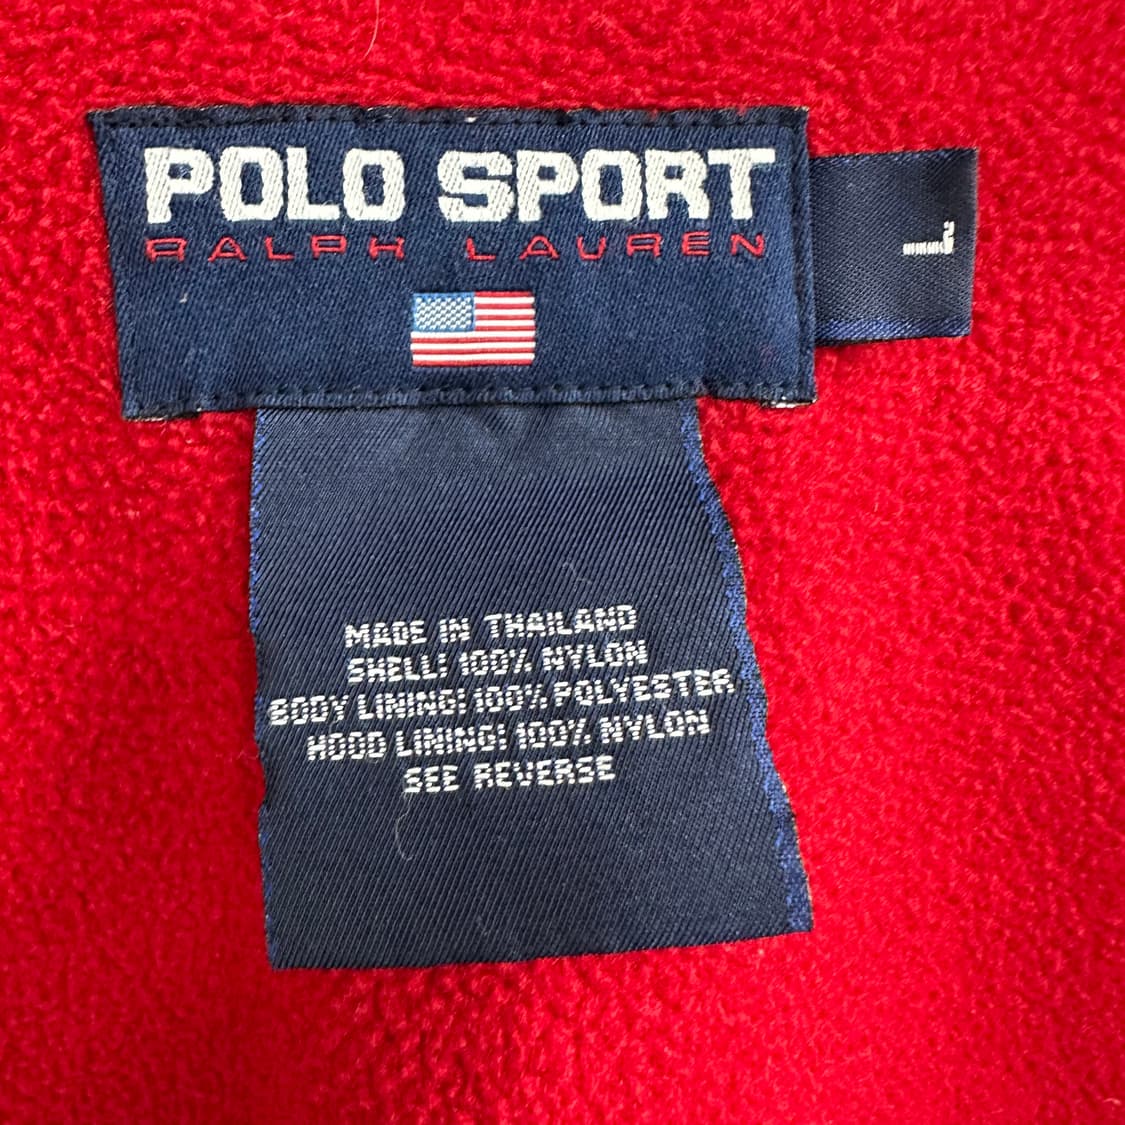 POLO SPORT
RALPH LAUREN
L
MADE IN THAILAND
SHELL: 100% NYLON
BODY LINING: 100% POLYESTER
HOOD LINING: 100% NYLON
SEE REVERSE